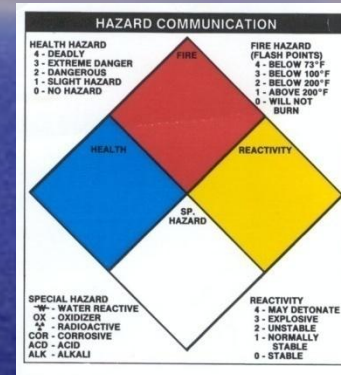 HAZARD COMMUNICATION
HEALTH HAZARD
4 - DEADLY
3 - EXTREME DANGER
2 - DANGEROUS
1 - SLIGHT HAZARD
0 - NO HAZARD
FIRE HAZARD
(FLASH POINTS)
4 - BELOW 73°F
3 - BELOW 100°F
2 - BELOW 200°F
1 - ABOVE 200°F
0 - WILL NOT
BURN
FIRE
HEALTH
REACTIVITY
SP.
HAZARD
SPECIAL HAZARD
W - WATER REACTIVE
OX - OXIDIZER
☢ - RADIOACTIVE
COR - CORROSIVE
ACD - ACID
ALK - ALKALI
REACTIVITY
4 - MAY DETONATE
3 - EXPLOSIVE
2 - UNSTABLE
1 - NORMALLY
STABLE
0 - STABLE